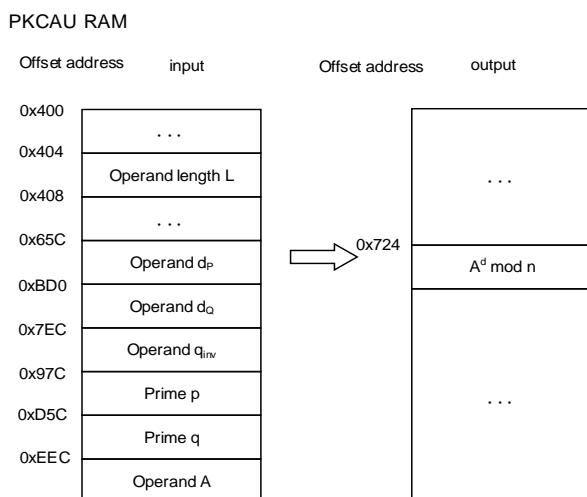 PKCAU RAM
Offset address input Offset address output
0x400
. . .
0x404
Operand length L
0x408
. . .
. . .
0x65C
0x724
Operand dP
Ad mod n
0xBD0
Operand dQ
0x7EC
Operand qinv
0x97C
Prime p
. . .
0xD5C
Prime q
0xEEC
Operand A